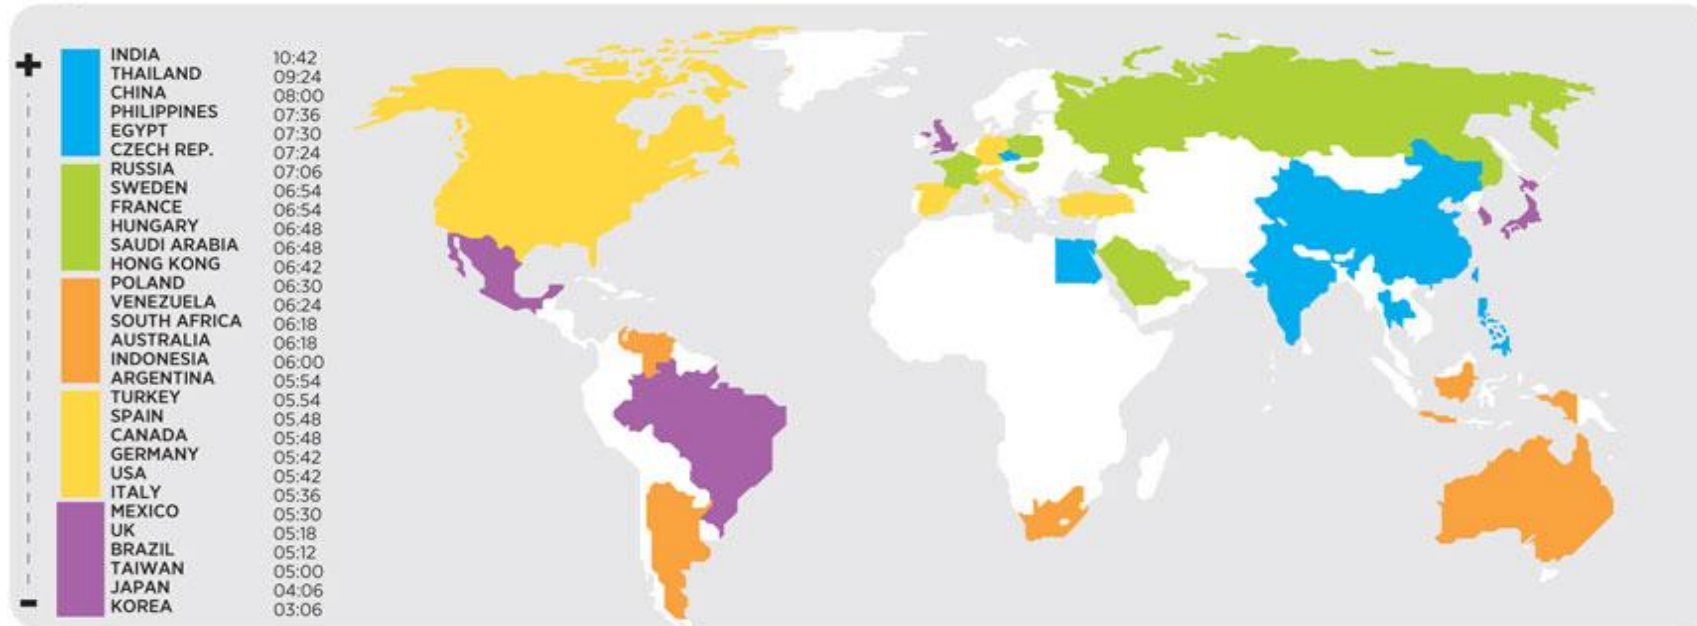 +
INDIA 10:42
THAILAND 09:24
CHINA 08:00
PHILIPPINES 07:36
EGYPT 07:30
CZECH REP. 07:24
RUSSIA 07:06
SWEDEN 06:54
FRANCE 06:54
HUNGARY 06:48
SAUDI ARABIA 06:48
HONG KONG 06:42
POLAND 06:30
VENEZUELA 06:24
SOUTH AFRICA 06:18
AUSTRALIA 06:18
INDONESIA 06:00
ARGENTINA 05:54
TURKEY 05.54
SPAIN 05.48
CANADA 05:48
GERMANY 05:42
USA 05:42
ITALY 05:36
MEXICO 05:30
UK 05:18
BRAZIL 05:12
TAIWAN 05:00
JAPAN 04:06
KOREA 03:06
-